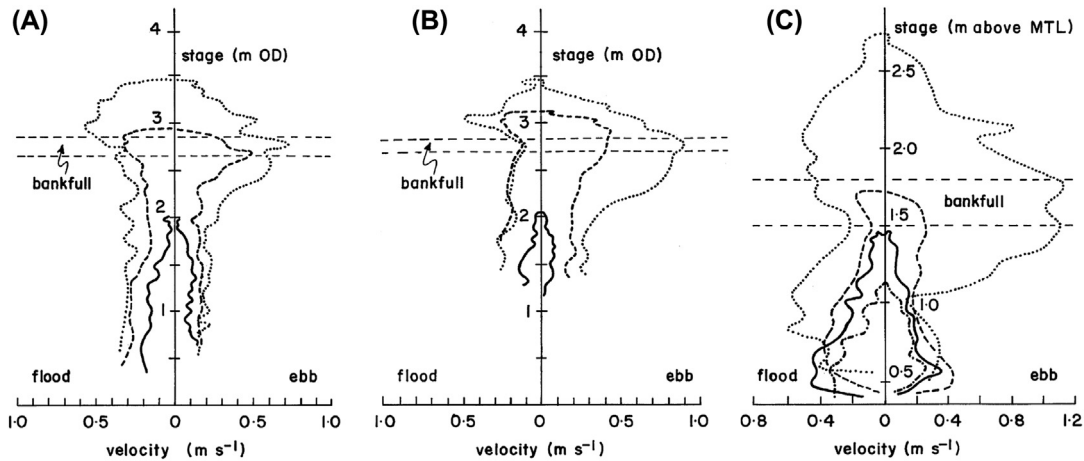 (A)
4
stage (m OD)
3
bankfull
2
1
flood
ebb
1·0
0·5
0
0·5
1·0
velocity (m s⁻¹)
(B)
4
stage (m OD)
3
bankfull
2
1
flood
ebb
1·0
0·5
0
0·5
1·0
velocity (m s⁻¹)
(C)
stage (m above MTL)
2·5
2·0
bankfull
1·5
1·0
0·5
flood
ebb
0·8
0·4
0
0·4
0·8
1·2
velocity (m s⁻¹)